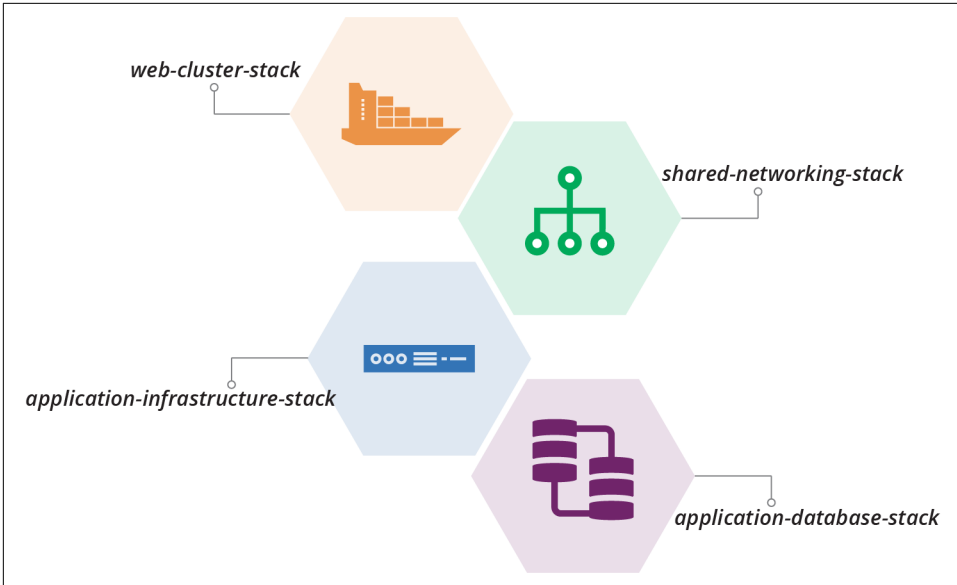 web-cluster-stack
shared-networking-stack
application-infrastructure-stack
application-database-stack